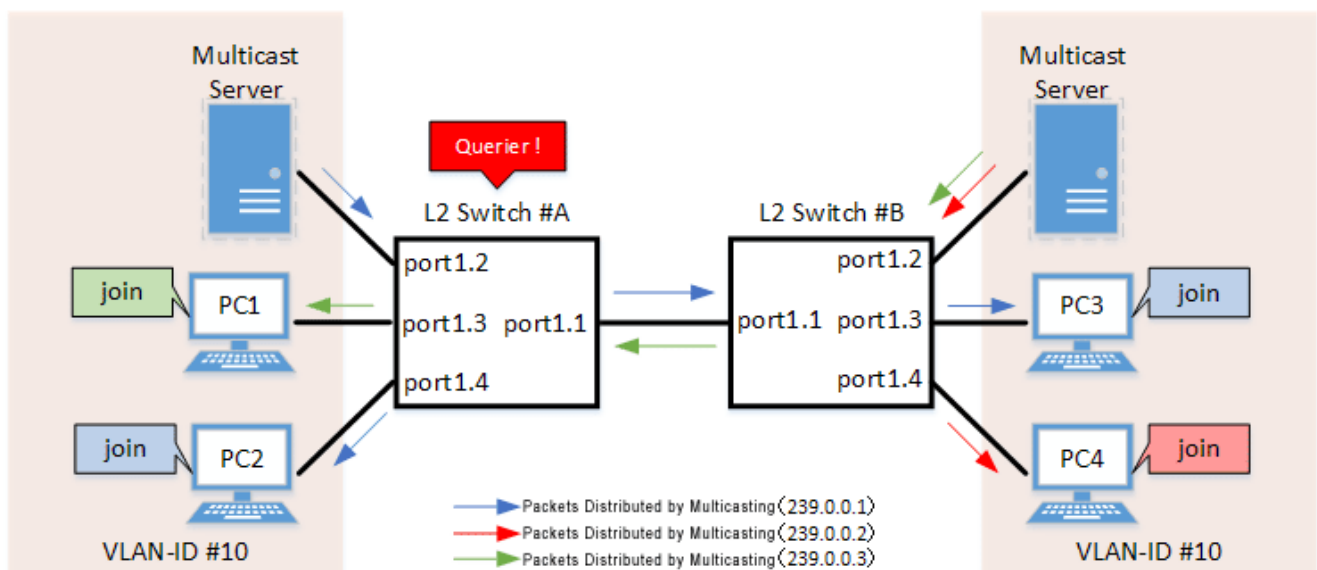 Multicast
Server
Multicast
Server
Querier !
L2 Switch #A
L2 Switch #B
port1.2
port1.2
join
PC1
port1.3
port1.1
port1.1
port1.3
PC3
join
port1.4
port1.4
join
PC2
PC4
join
Packets Distributed by Multicasting(239.0.0.1)
Packets Distributed by Multicasting(239.0.0.2)
Packets Distributed by Multicasting(239.0.0.3)
VLAN-ID #10
VLAN-ID #10